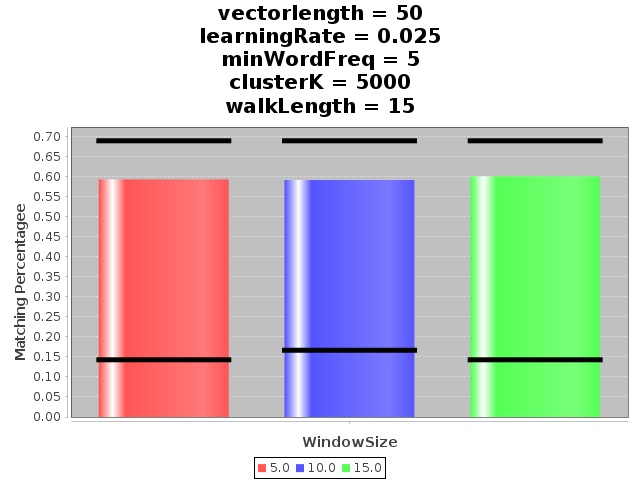 vectorlength = 50
learningRate = 0.025
minWordFreq = 5
clusterK = 5000
walkLength = 15
0.70
0.65
0.60
0.55
0.50
0.45
0.40
0.35
0.30
0.25
0.20
0.15
0.10
0.05
0.00
Matching Percentagee
WindowSize
5.0 10.0 15.0